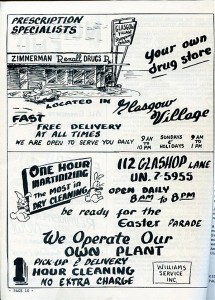 PRESCRIPTION
SPECIALISTS
GLASGOW
VILLAGE
ZIMMERMAN Rexall DRUGS
Your own
drug store
LOCATED IN Glasgow
Village
FAST
FREE DELIVERY
AT ALL TIMES
WE ARE OPEN TO SERVE YOU DAILY
9 AM
TO
10 PM
SUNDAYS
&
HOLIDAYS
9 AM
TO
1 PM
ONE HOUR
MARTINIZING
The most in
DRY CLEANING
112 GLASHOP LANE
UN. 7-5955
OPEN DAILY
8AM to 8PM
be ready for the
Easter PARADE
We Operate Our
OWN PLANT
1 PICK-UP & DELIVERY
HOUR CLEANING
NO EXTRA CHARGE
WILLIAMS
SERVICE
INC.